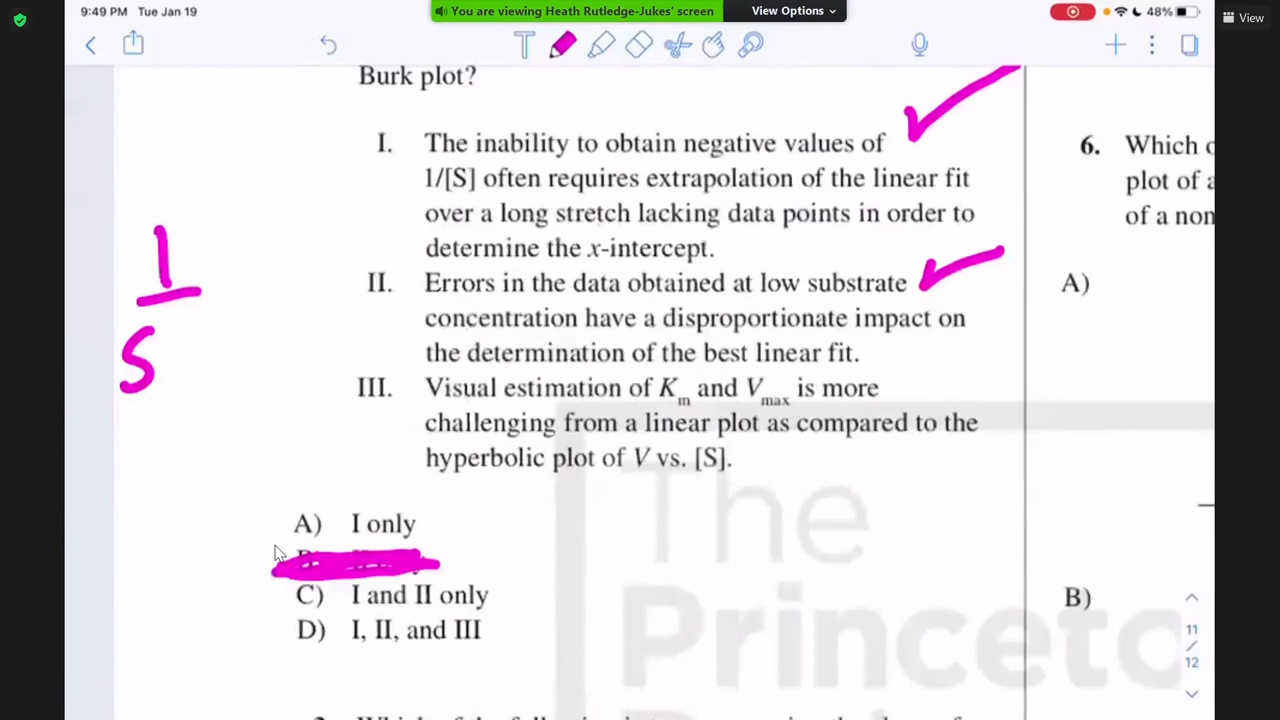 9:49 PM Tue Jan 19
You are viewing Heath Rutledge-Jukes' screen
View Options
48%
View
T
Burk plot?
I. The inability to obtain negative values of
1/[S] often requires extrapolation of the linear fit
over a long stretch lacking data points in order to
determine the x-intercept.
II. Errors in the data obtained at low substrate
concentration have a disproportionate impact on
the determination of the best linear fit.
III. Visual estimation of Km and Vmax is more
challenging from a linear plot as compared to the
hyperbolic plot of V vs. [S].
A) I only
C) I and II only
D) I, II, and III
1
S
6. Which
plot of a
of a non
A)
B)
The
Princeto
11
/
12